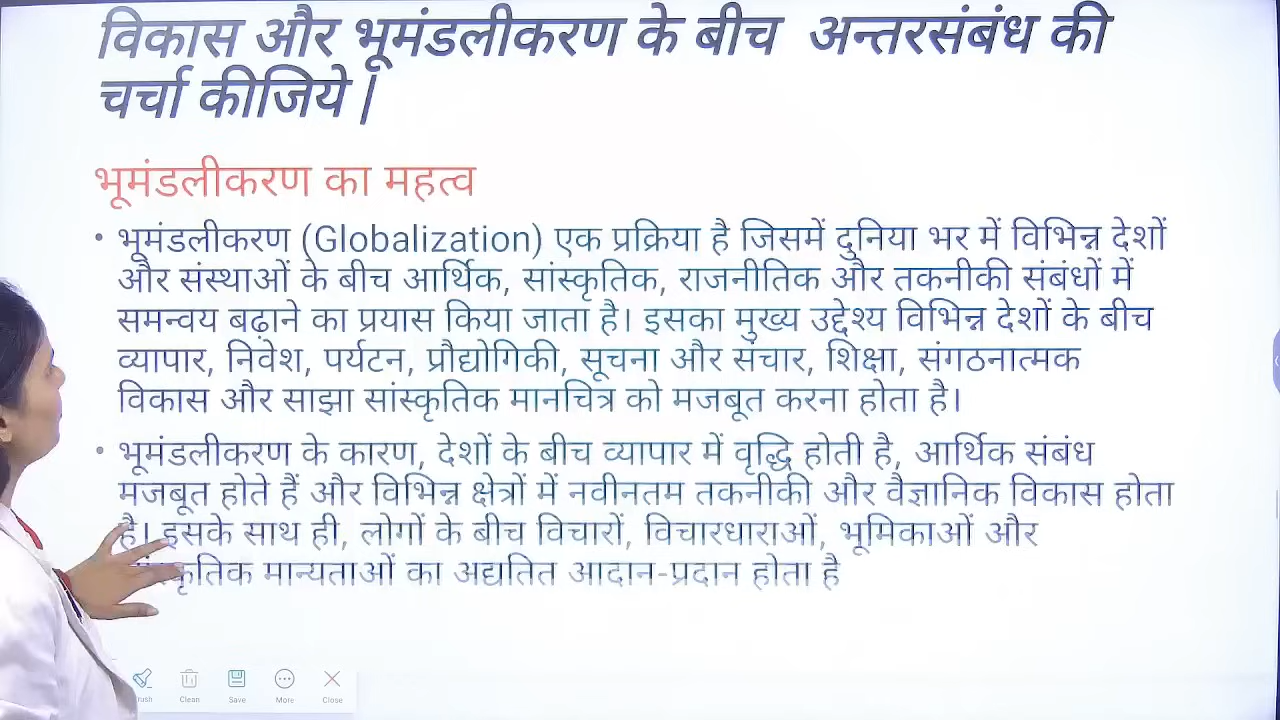 विकास और भूमंडलीकरण के बीच अन्तरसंबंध की
चर्चा कीजिये |
भूमंडलीकरण का महत्व
• भूमंडलीकरण (Globalization) एक प्रक्रिया है जिसमें दुनिया भर में विभिन्न देशों
और संस्थाओं के बीच आर्थिक, सांस्कृतिक, राजनीतिक और तकनीकी संबंधों में
समन्वय बढ़ाने का प्रयास किया जाता है। इसका मुख्य उद्देश्य विभिन्न देशों के बीच
व्यापार, निवेश, पर्यटन, प्रौद्योगिकी, सूचना और संचार, शिक्षा, संगठनात्मक
विकास और साझा सांस्कृतिक मानचित्र को मजबूत करना होता है।
• भूमंडलीकरण के कारण, देशों के बीच व्यापार में वृद्धि होती है, आर्थिक संबंध
मजबूत होते हैं और विभिन्न क्षेत्रों में नवीनतम तकनीकी और वैज्ञानिक विकास होता
है। इसके साथ ही, लोगों के बीच विचारों, विचारधाराओं, भूमिकाओं और
मान्यताओं का अद्यतित आदान-प्रदान होता है
Clean Save More Close